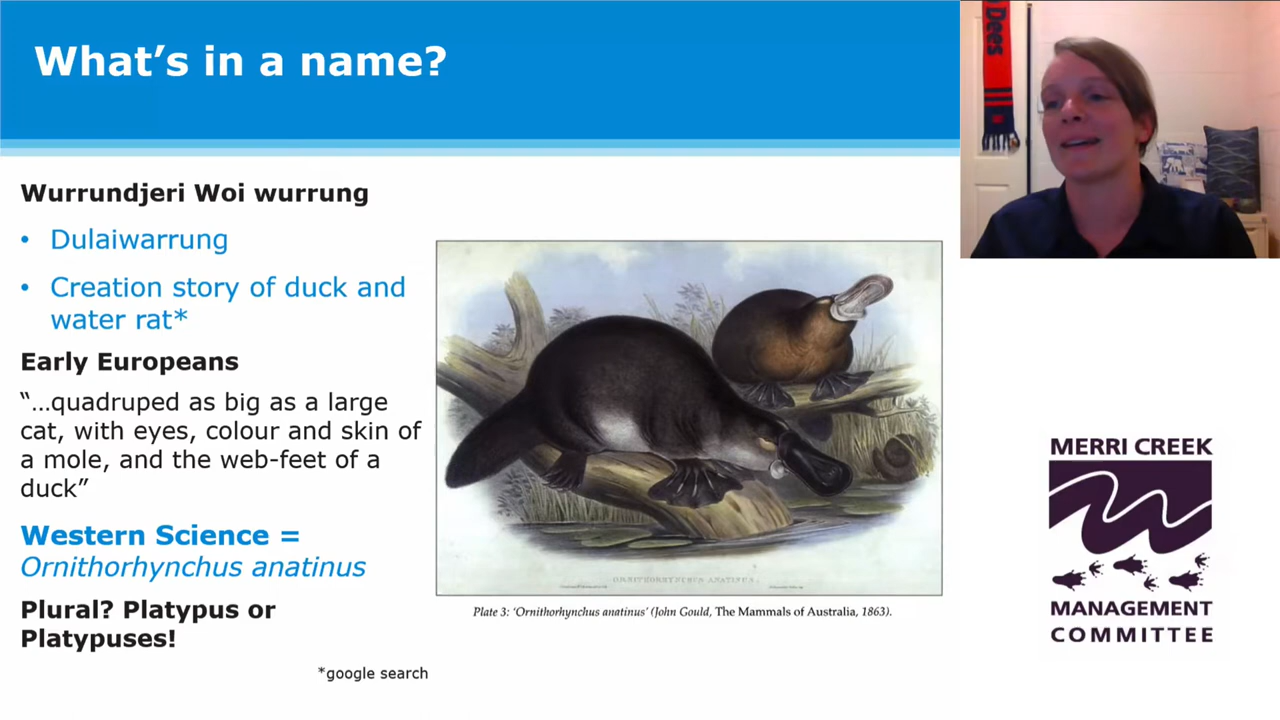 What's in a name?
Dees
Wurrundjeri Woi wurrung
• Dulaiwarrung
• Creation story of duck and
water rat*
Early Europeans
“…quadruped as big as a large
cat, with eyes, colour and skin of
a mole, and the web-feet of a
duck”
Western Science =
Ornithorhynchus anatinus
Plural? Platypus or
Platypuses!
*google search
ORNITHORHYNCUS ANATINUS.
Plate 3: ‘Ornithorhynchus anatinus’ (John Gould, The Mammals of Australia, 1863).
MERRI CREEK
MANAGEMENT
COMMITTEE